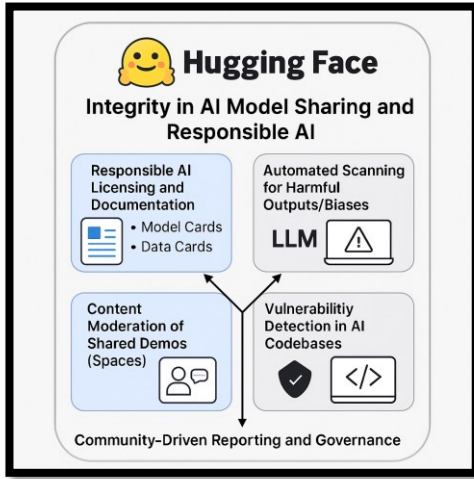 Hugging Face
Integrity in AI Model Sharing and
Responsible AI
Responsible AI
Licensing and
Documentation
• Model Cards
• Data Cards
Automated Scanning
for Harmful
Outputs/Biases
LLM
Content
Moderation of
Shared Demos
(Spaces)
Vulnerabilitiy
Detection in AI
Codebases
</>
Community-Driven Reporting and Governance